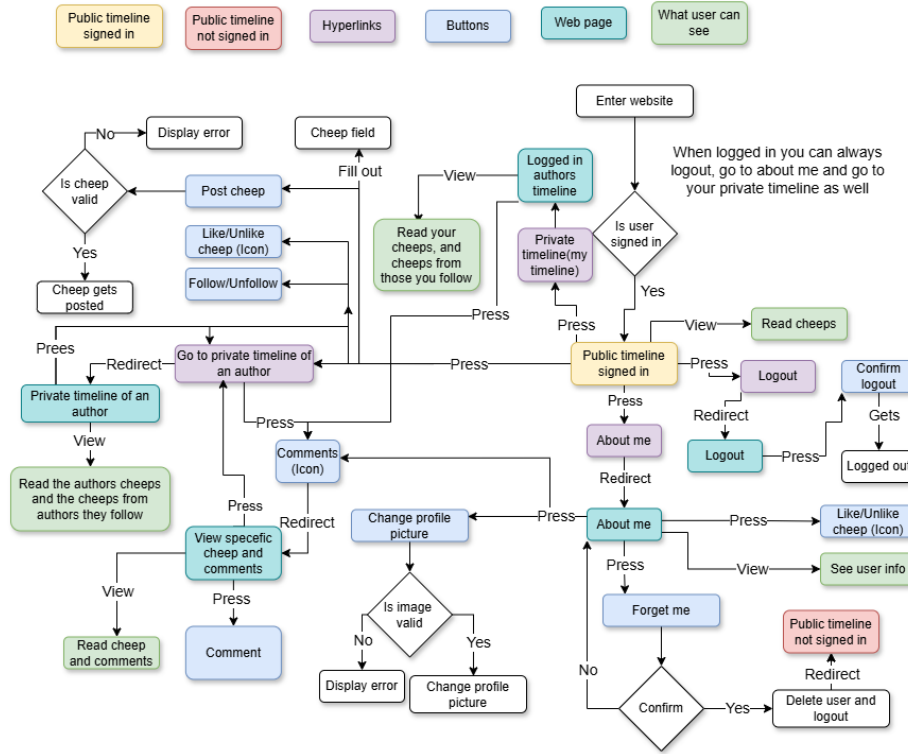 Public timeline
signed in
Public timeline
not signed in
Hyperlinks
Buttons
Web page
What user can
see
Enter website
No
Display error
Cheep field
Fill out
Is cheep
valid
Post cheep
View
Logged in
authors
timeline
When logged in you can always
logout, go to about me and go to
your private timeline as well
Like/Unlike
cheep (Icon)
Read your
cheeps, and
cheeps from
those you follow
Private
timeline(my
timeline)
Is user
signed in
Yes
Cheep gets
posted
Follow/Unfollow
Yes
Press
Press
View
Read cheeps
Prees
Redirect
Go to private timeline of
an author
Press
Public timeline
signed in
Press
Logout
Confirm
logout
Private timeline of an
author
Press
Press
Redirect
Gets
View
About me
Comments
(Icon)
Logout
Press
Logged out
Read the authors cheeps
and the cheeps from
authors they follow
Redirect
Press
Redirect
Change profile
picture
Press
About me
Press
Like/Unlike
cheep (Icon)
View specefic
cheep and
comments
View
See user info
View
Press
Press
Is image
valid
Forget me
Public timeline
not signed in
Read cheep
and comments
Comment
No
Yes
No
Redirect
Display error
Change profile
picture
Confirm
Yes
Delete user and
logout